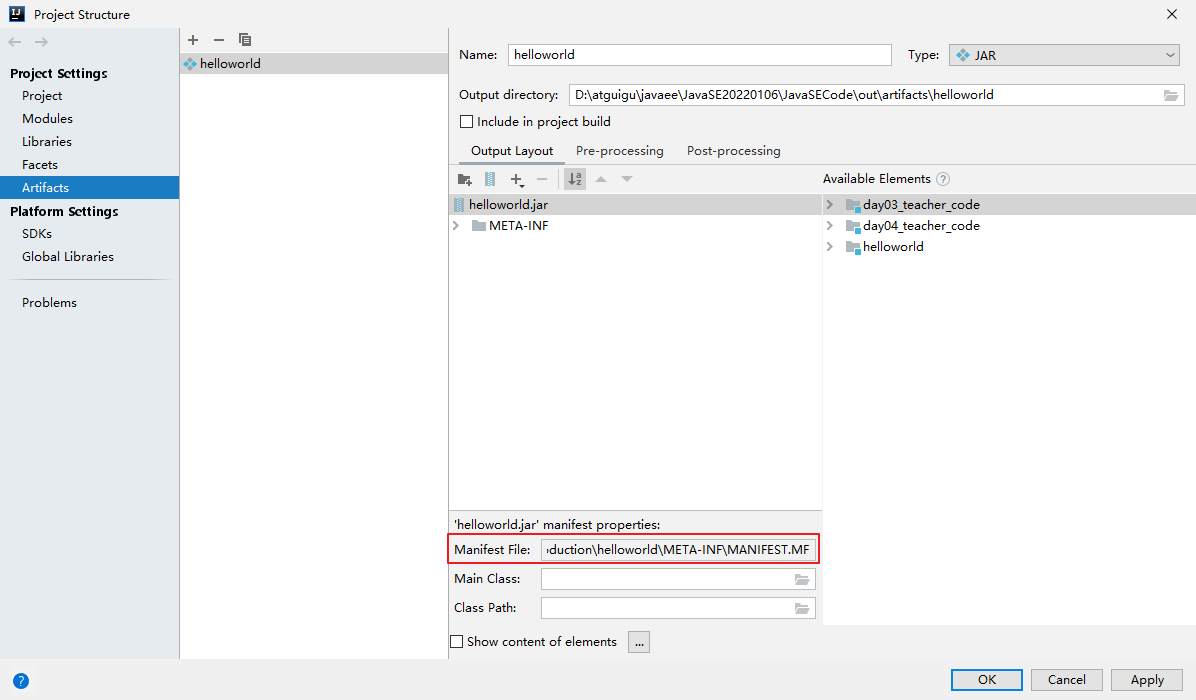 Project Structure
Project Settings
Project
Modules
Libraries
Facets
Artifacts
Platform Settings
SDKs
Global Libraries
Problems
helloworld
Name: helloworld Type: JAR
Output directory: D:\atguigu\javaee\JavaSE20220106\JavaSECode\out\artifacts\helloworld
Include in project build
Output Layout Pre-processing Post-processing
Available Elements ?
helloworld.jar
META-INF
day03_teacher_code
day04_teacher_code
helloworld
'helloworld.jar' manifest properties:
Manifest File: duction\helloworld\META-INF\MANIFEST.MF
Main Class:
Class Path:
Show content of elements ...
? OK Cancel Apply